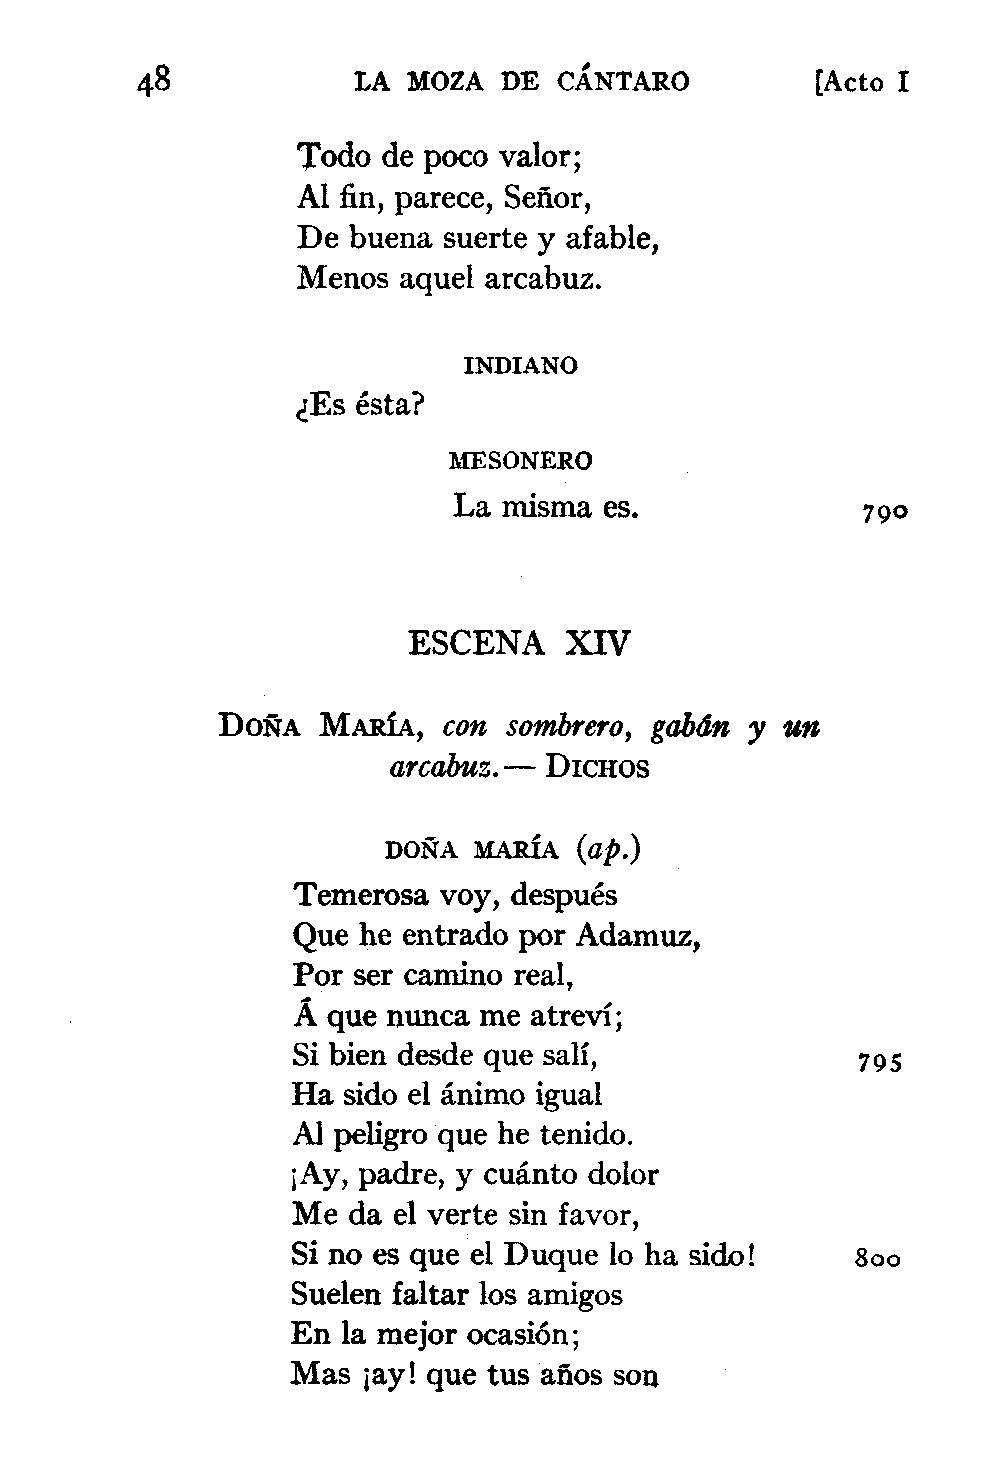 48 LA MOZA DE CÁNTARO [Acto I
Todo de poco valor;
Al fin, parece, Señor,
De buena suerte y afable,
Menos aquel arcabuz.
INDIANO
¿Es ésta?
MESONERO
La misma es. 790
ESCENA XIV
DOÑA MARÍA, con sombrero, gabán y un
arcabuz.— DICHOS
DOÑA MARÍA (ap.)
Temerosa voy, después
Que he entrado por Adamuz,
Por ser camino real,
Á que nunca me atreví;
Si bien desde que salí, 795
Ha sido el ánimo igual
Al peligro que he tenido.
¡Ay, padre, y cuánto dolor
Me da el verte sin favor,
Si no es que el Duque lo ha sido! 800
Suelen faltar los amigos
En la mejor ocasión;
Mas ¡ay! que tus años son